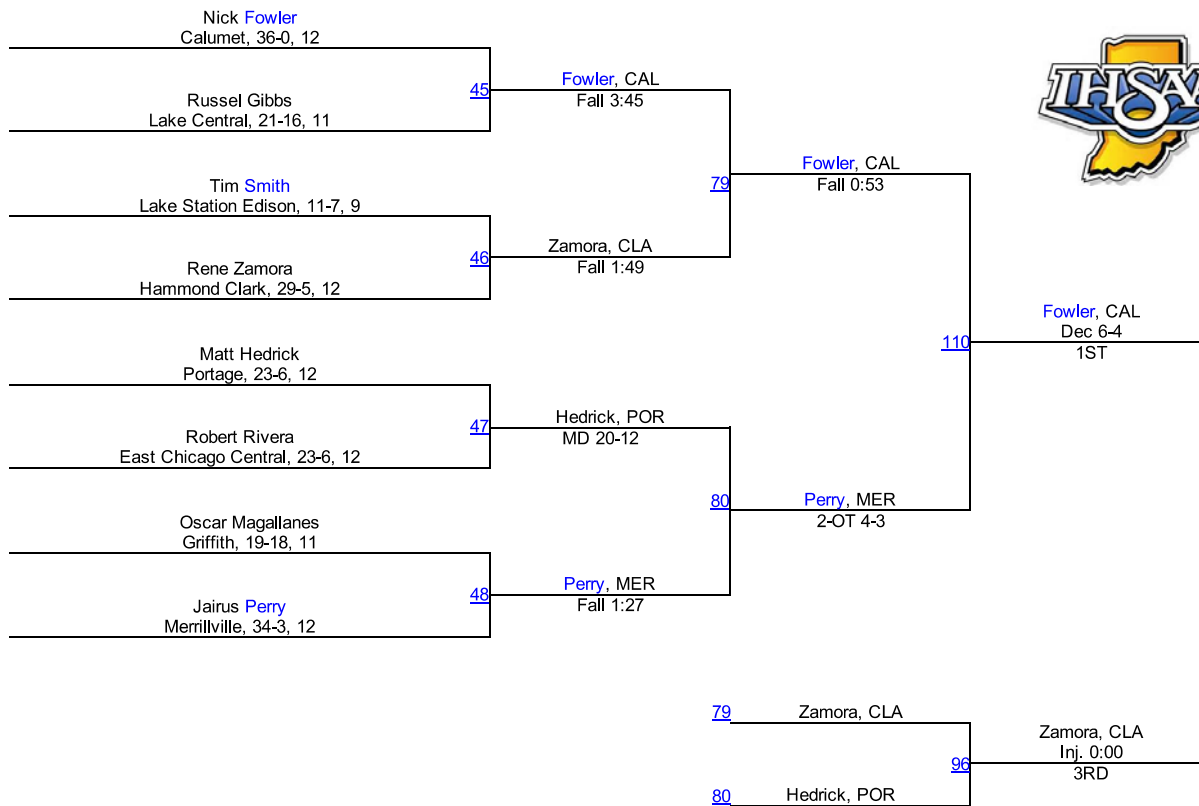 Nick Fowler
Calumet, 36-0, 12
Russel Gibbs
Lake Central, 21-16, 11
45
Fowler, CAL
Fall 3:45
Tim Smith
Lake Station Edison, 11-7, 9
Rene Zamora
Hammond Clark, 29-5, 12
46
Zamora, CLA
Fall 1:49
79
Fowler, CAL
Fall 0:53
Matt Hedrick
Portage, 23-6, 12
Robert Rivera
East Chicago Central, 23-6, 12
47
Hedrick, POR
MD 20-12
Oscar Magallanes
Griffith, 19-18, 11
Jairus Perry
Merrillville, 34-3, 12
48
Perry, MER
Fall 1:27
80
Perry, MER
2-OT 4-3
110
Fowler, CAL
Dec 6-4
1ST
IHSAA
79
Zamora, CLA
80
Hedrick, POR
96
Zamora, CLA
Inj. 0:00
3RD